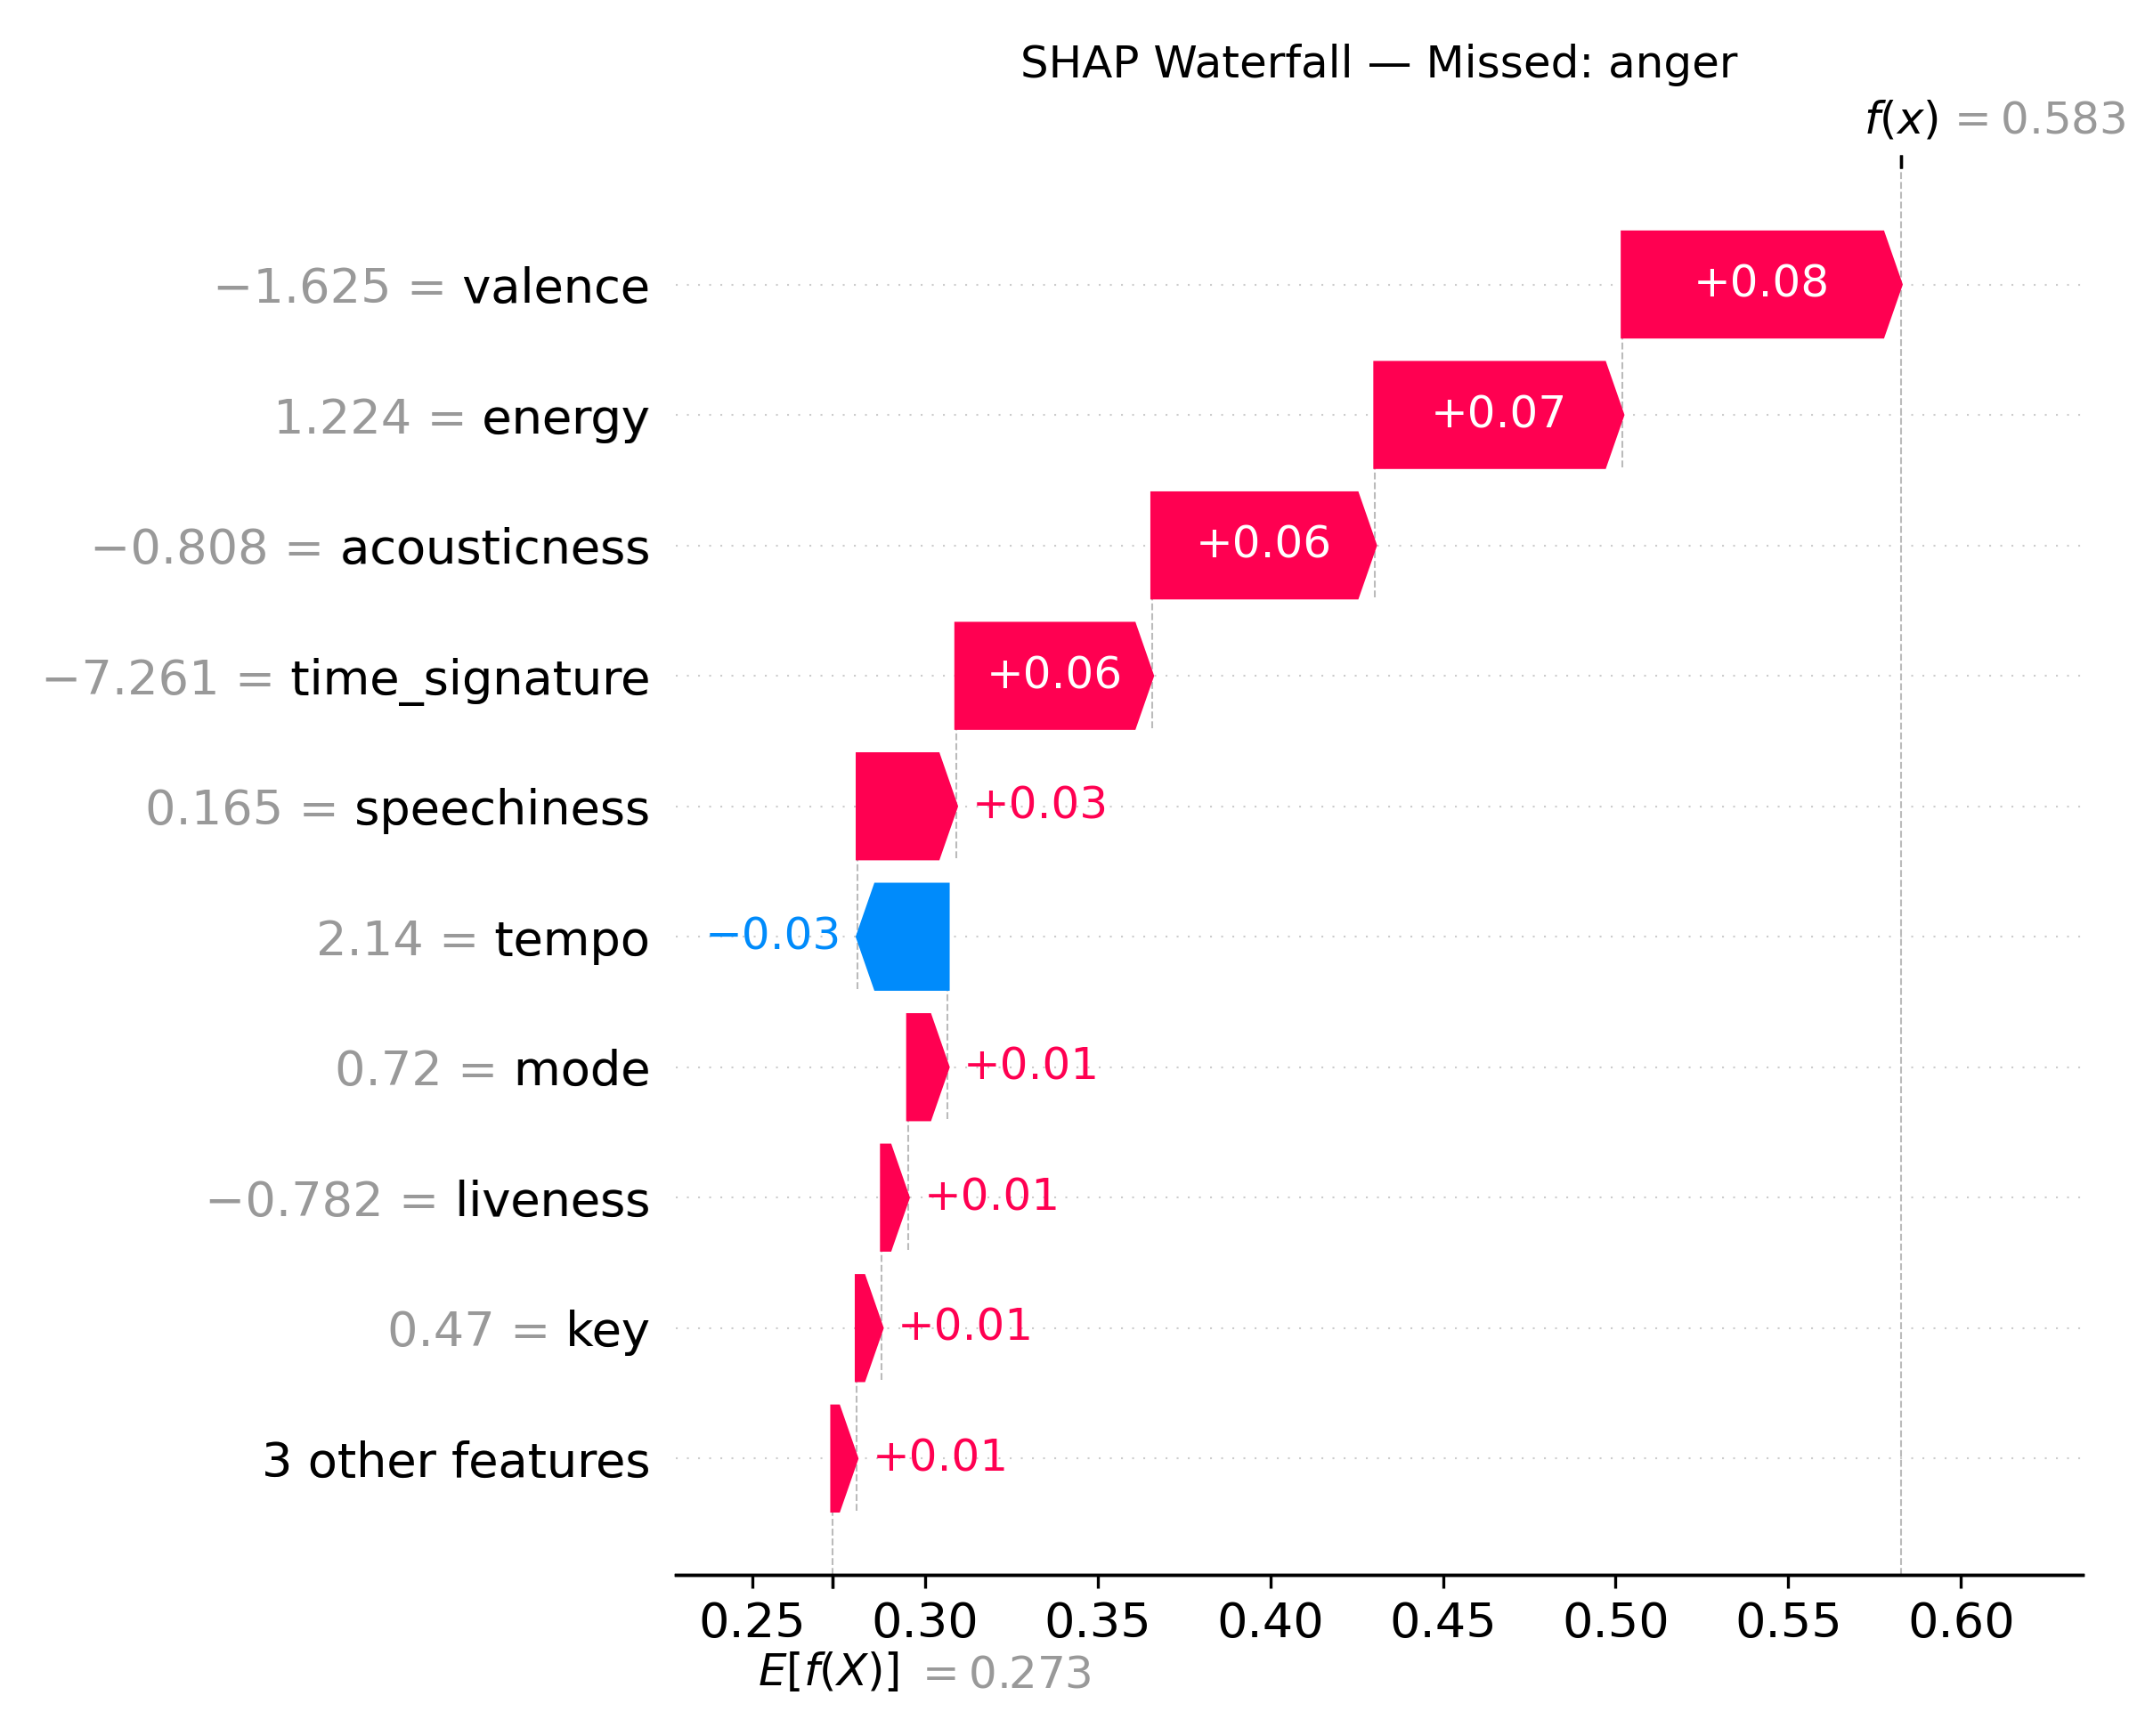 SHAP Waterfall — Missed: anger
f(x) = 0.583
−1.625 = valence +0.08
1.224 = energy +0.07
−0.808 = acousticness +0.06
−7.261 = time_signature +0.06
0.165 = speechiness +0.03
2.14 = tempo −0.03
0.72 = mode +0.01
−0.782 = liveness +0.01
0.47 = key +0.01
3 other features +0.01
0.25 0.30 0.35 0.40 0.45 0.50 0.55 0.60
E[f(X)] = 0.273